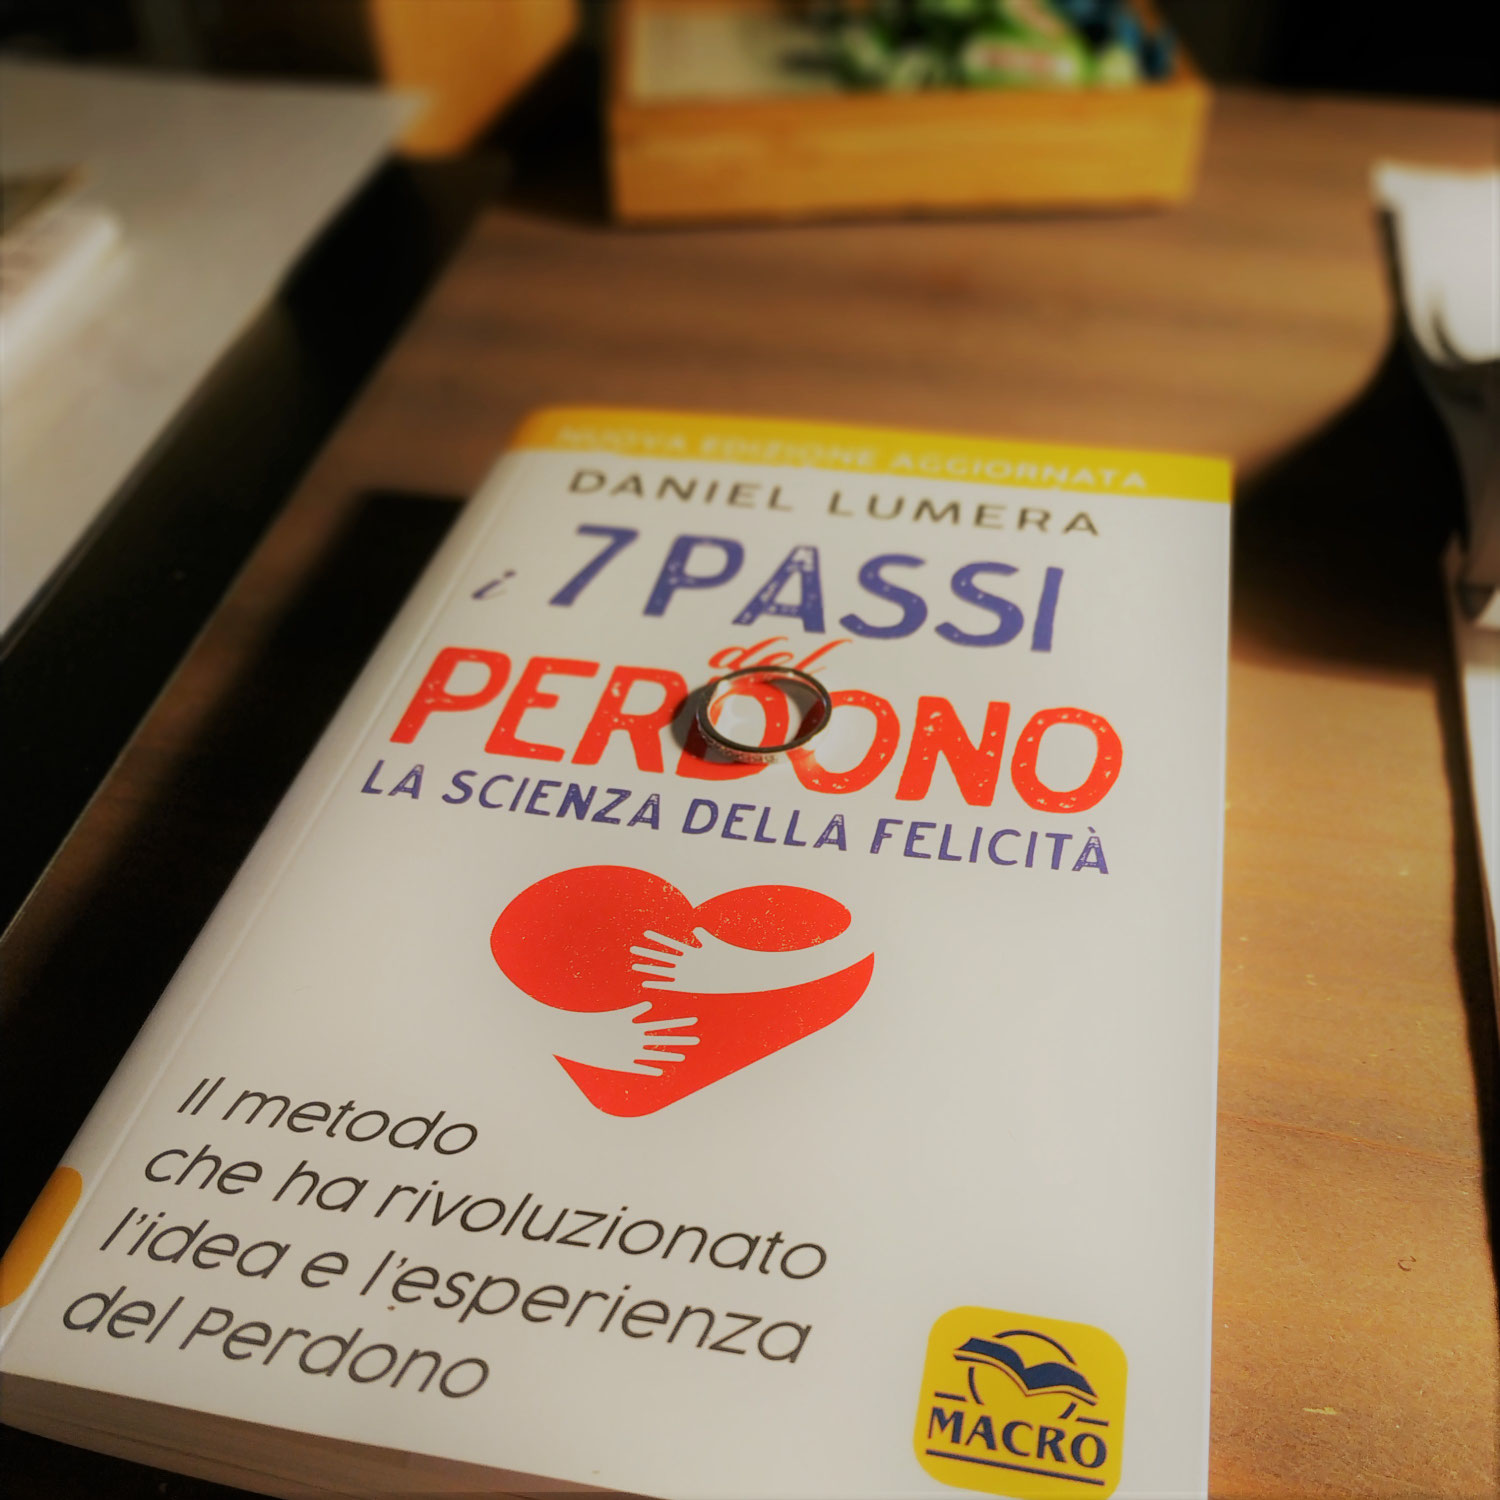 NUOVA EDIZIONE AGGIORNATA
DANIEL LUMERA
i 7 PASSI
del
PERDONO
LA SCIENZA DELLA FELICITÀ
Il metodo
che ha rivoluzionato
l'idea e l'esperienza
del Perdono
MACRO